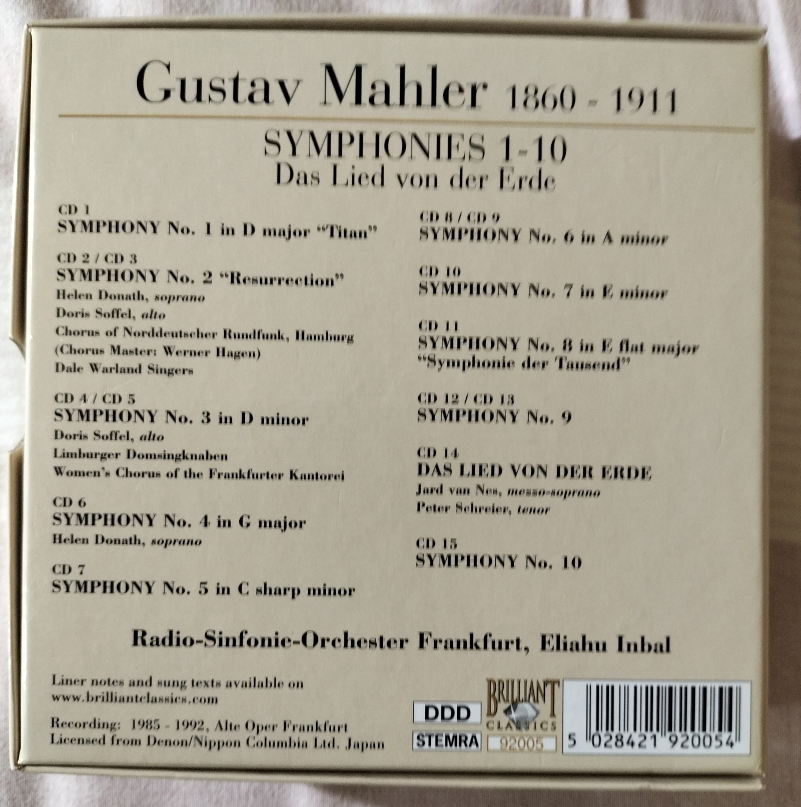 Gustav Mahler 1860 - 1911
SYMPHONIES 1-10
Das Lied von der Erde
CD 1
SYMPHONY No. 1 in D major “Titan”
CD 2 / CD 3
SYMPHONY No. 2 “Resurrection”
Helen Donath, soprano
Doris Soffel, alto
Chorus of Norddeutscher Rundfunk, Hamburg
(Chorus Master: Werner Hagen)
Dale Warland Singers
CD 4 / CD 5
SYMPHONY No. 3 in D minor
Doris Soffel, alto
Limburger Domsingknaben
Women's Chorus of the Frankfurter Kantorei
CD 6
SYMPHONY No. 4 in G major
Helen Donath, soprano
CD 7
SYMPHONY No. 5 in C sharp minor
CD 8 / CD 9
SYMPHONY No. 6 in A minor
CD 10
SYMPHONY No. 7 in E minor
CD 11
SYMPHONY No. 8 in E flat major
“Symphonie der Tausend”
CD 12 / CD 13
SYMPHONY No. 9
CD 14
DAS LIED VON DER ERDE
Jard van Nes, mezzo-soprano
Peter Schreier, tenor
CD 15
SYMPHONY No. 10
Radio-Sinfonie-Orchester Frankfurt, Eliahu Inbal
Liner notes and sung texts available on
www.brilliantclassics.com
Recording: 1985 - 1992, Alte Oper Frankfurt
Licensed from Denon/Nippon Columbia Ltd. Japan
DDD
STEMRA
BRILLIANT
CLASSICS
92005
5 028421 920054